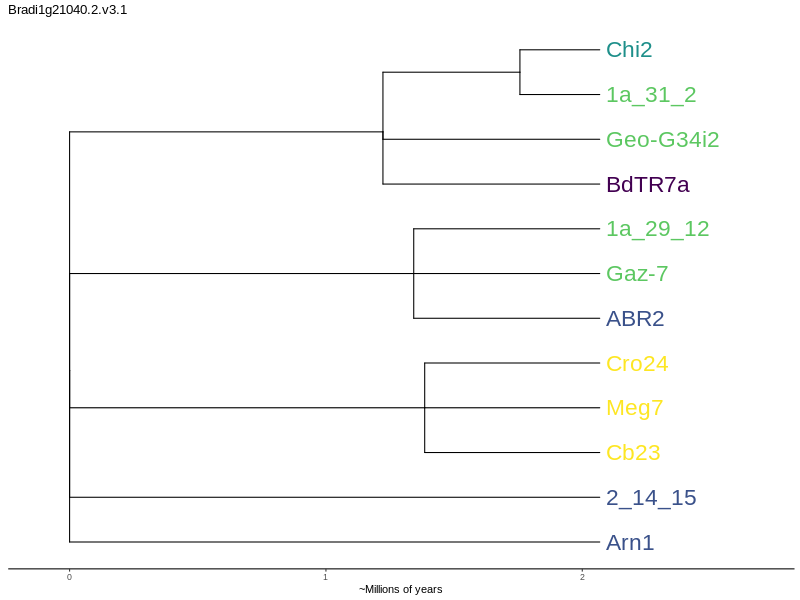 Bradi1g21040.2.v3.1
Chi2
1a_31_2
Geo-G34i2
BdTR7a
1a_29_12
Gaz-7
ABR2
Cro24
Meg7
Cb23
2_14_15
Arn1
0 1 2
~Millions of years